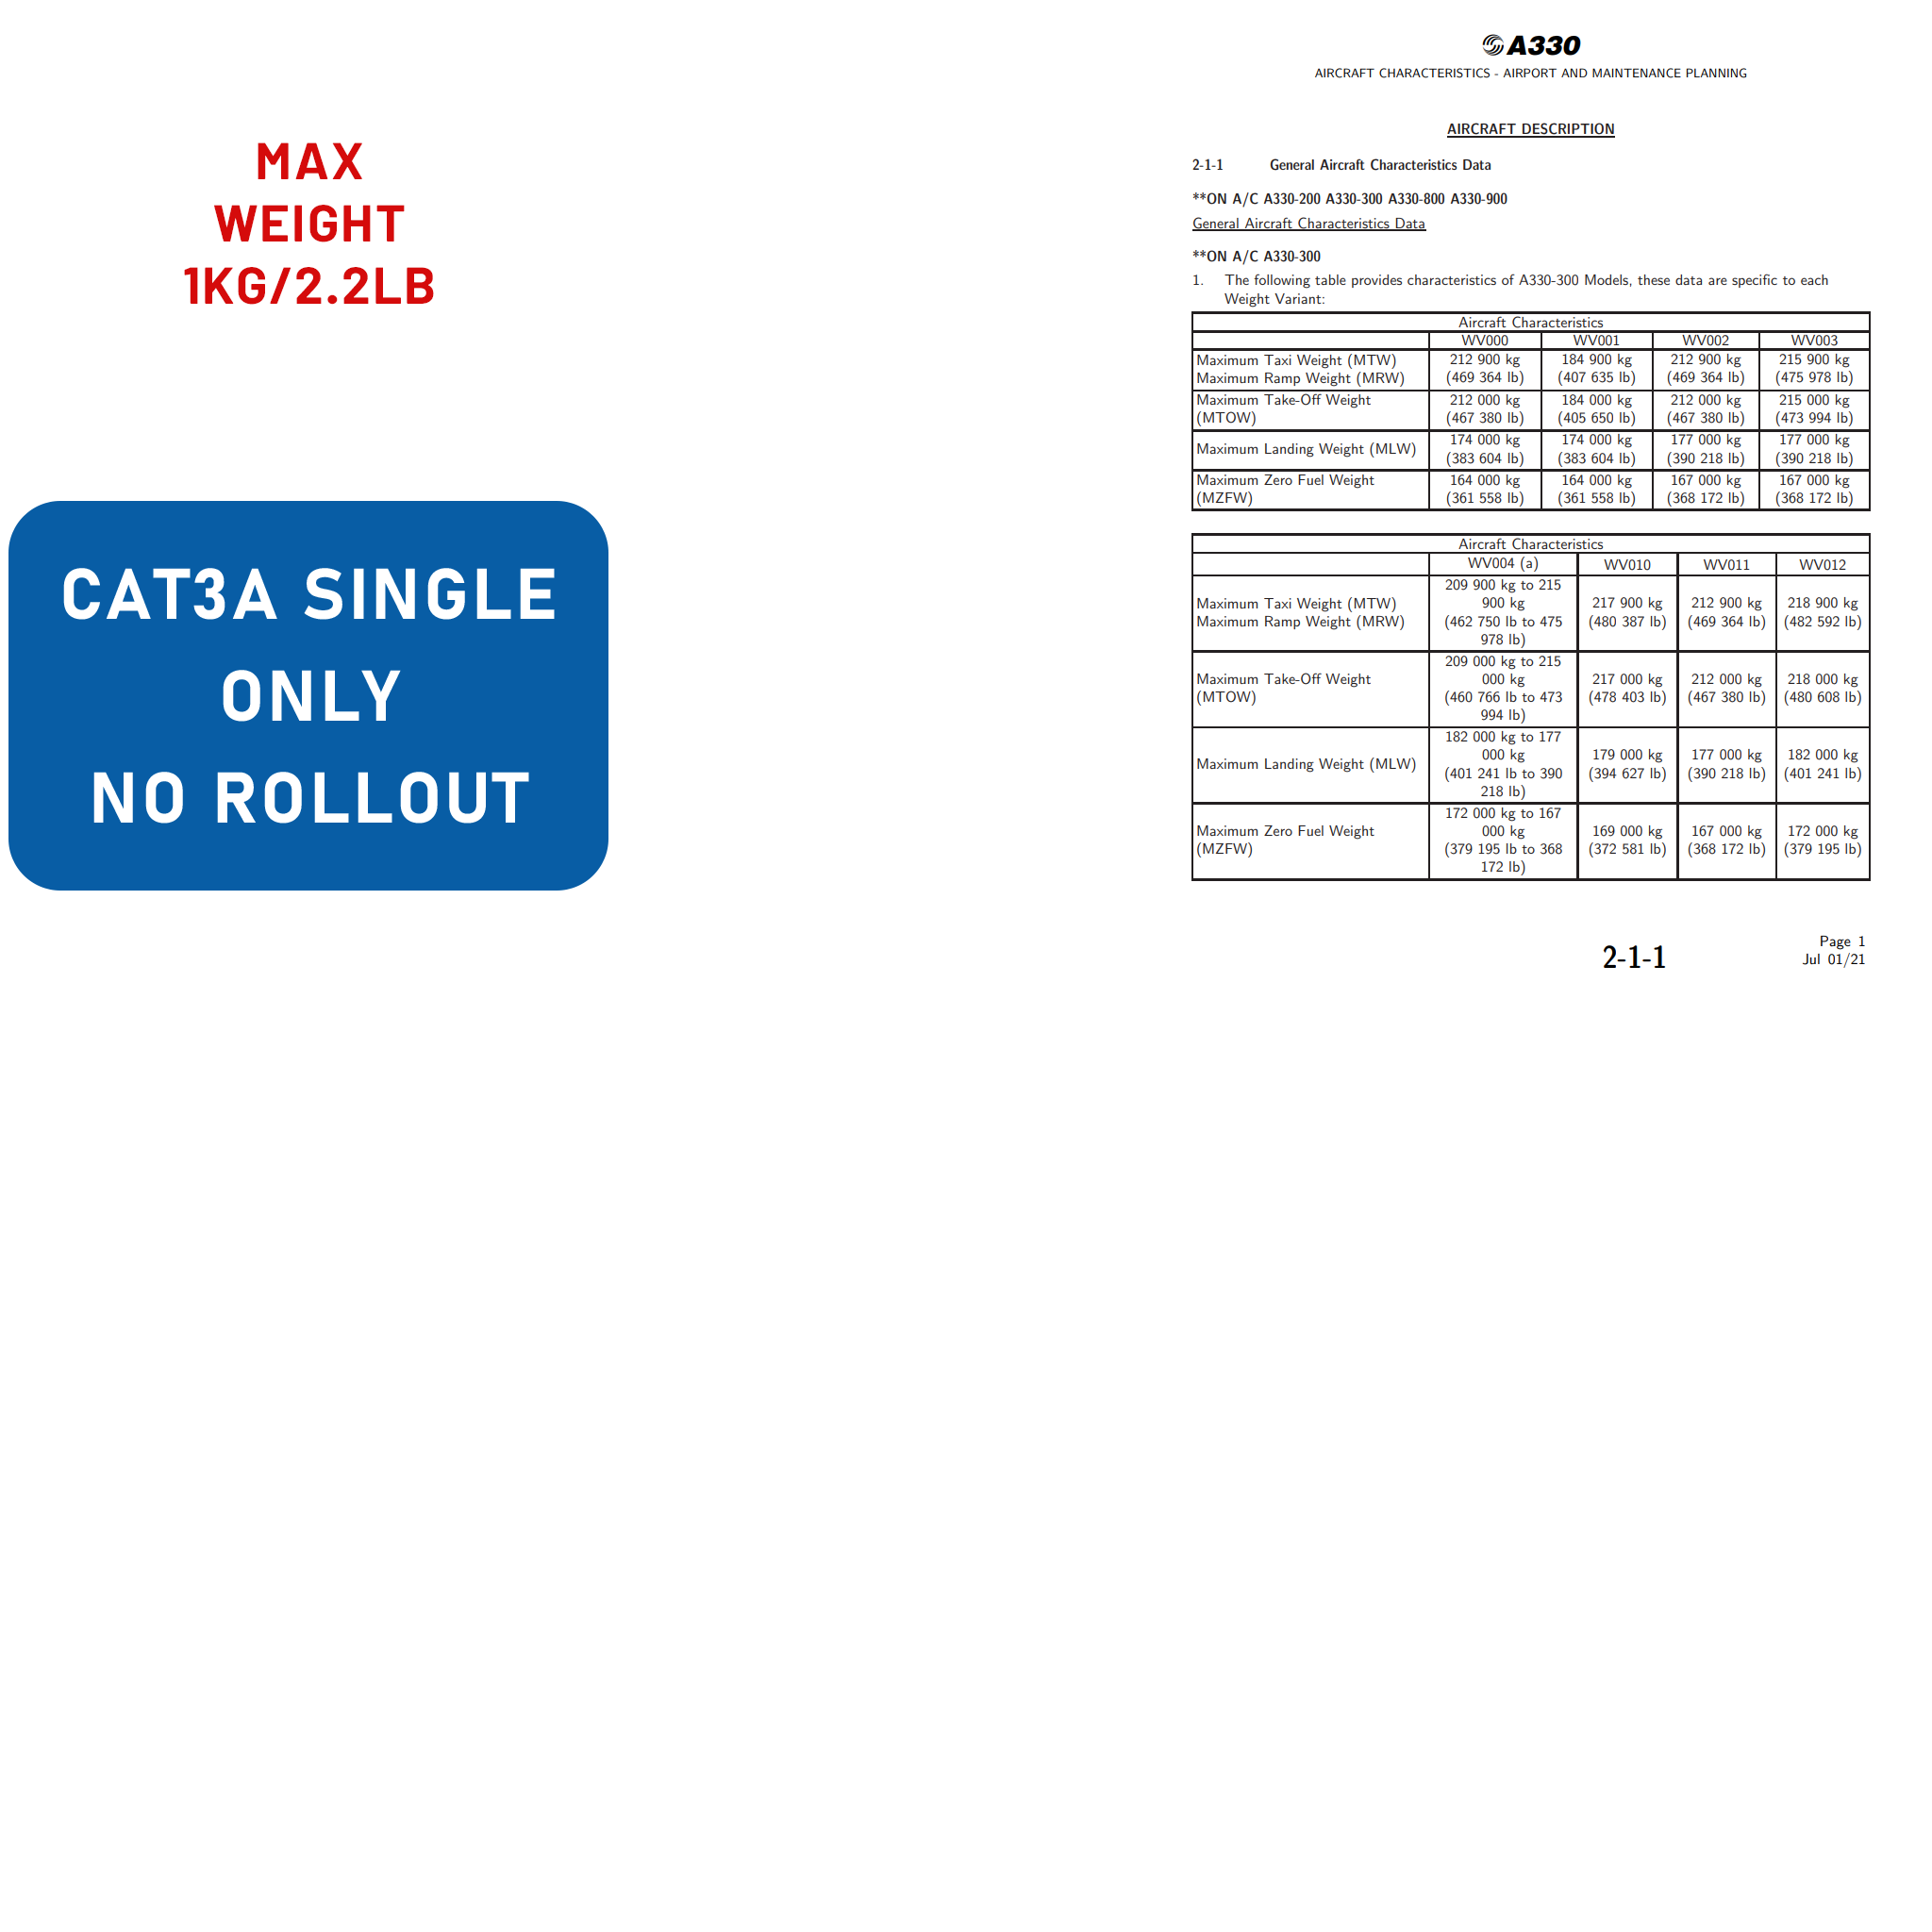 MAX
WEIGHT
1KG/2.2LB
CAT3A SINGLE
ONLY
NO ROLLOUT
A330
AIRCRAFT CHARACTERISTICS - AIRPORT AND MAINTENANCE PLANNING
AIRCRAFT DESCRIPTION
2-1-1 General Aircraft Characteristics Data
**ON A/C A330-200 A330-300 A330-800 A330-900
General Aircraft Characteristics Data
**ON A/C A330-300
1. The following table provides characteristics of A330-300 Models, these data are specific to each
Weight Variant:
Aircraft Characteristics
WV000 WV001 WV002 WV003
Maximum Taxi Weight (MTW) 212 900 kg 184 900 kg 212 900 kg 215 900 kg
Maximum Ramp Weight (MRW) (469 364 lb) (407 635 lb) (469 364 lb) (475 978 lb)
Maximum Take-Off Weight 212 000 kg 184 000 kg 212 000 kg 215 000 kg
(MTOW) (467 380 lb) (405 650 lb) (467 380 lb) (473 994 lb)
Maximum Landing Weight (MLW) 174 000 kg 174 000 kg 177 000 kg 177 000 kg
(383 604 lb) (383 604 lb) (390 218 lb) (390 218 lb)
Maximum Zero Fuel Weight 164 000 kg 164 000 kg 167 000 kg 167 000 kg
(MZFW) (361 558 lb) (361 558 lb) (368 172 lb) (368 172 lb)
Aircraft Characteristics
WV004 (a) WV010 WV011 WV012
209 900 kg to 215
Maximum Taxi Weight (MTW) 900 kg 217 900 kg 212 900 kg 218 900 kg
Maximum Ramp Weight (MRW) (462 750 lb to 475 (480 387 lb) (469 364 lb) (482 592 lb)
978 lb)
209 000 kg to 215
Maximum Take-Off Weight 000 kg 217 000 kg 212 000 kg 218 000 kg
(MTOW) (460 766 lb to 473 (478 403 lb) (467 380 lb) (480 608 lb)
994 lb)
182 000 kg to 177
Maximum Landing Weight (MLW) 000 kg 179 000 kg 177 000 kg 182 000 kg
(401 241 lb to 390 (394 627 lb) (390 218 lb) (401 241 lb)
218 lb)
172 000 kg to 167
Maximum Zero Fuel Weight 000 kg 169 000 kg 167 000 kg 172 000 kg
(MZFW) (379 195 lb to 368 (372 581 lb) (368 172 lb) (379 195 lb)
172 lb)
2-1-1
Page 1
Jul 01/21